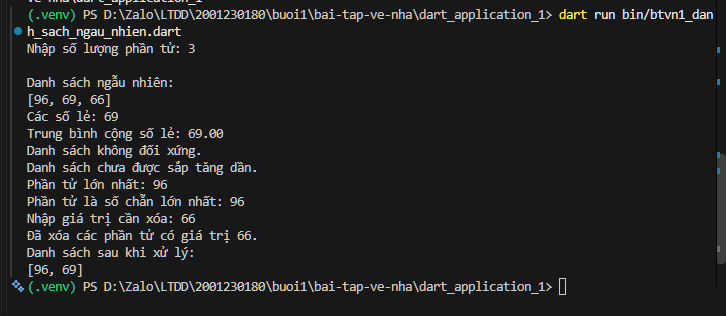 ve-nha\dart_application_1>
(.venv) PS D:\Zalo\LTDD\2001230180\buoi1\bai-tap-ve-nha\dart_application_1> dart run bin/btvn1_dan
h_sach_ngau_nhien.dart
Nhập số lượng phần tử: 3
Danh sách ngẫu nhiên:
[96, 69, 66]
Các số lẻ: 69
Trung bình cộng số lẻ: 69.00
Danh sách không đối xứng.
Danh sách chưa được sắp tăng dần.
Phần tử lớn nhất: 96
Phần tử là số chẵn lớn nhất: 96
Nhập giá trị cần xóa: 66
Đã xóa các phần tử có giá trị 66.
Danh sách sau khi xử lý:
[96, 69]
(.venv) PS D:\Zalo\LTDD\2001230180\buoi1\bai-tap-ve-nha\dart_application_1>